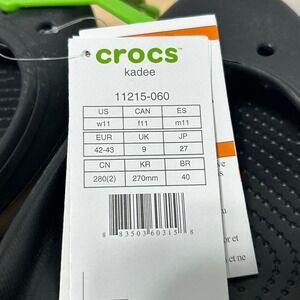 crocs™
kadee
11215-060
US CAN ES
w11 f11 m11
EUR UK JP
42-43 9 27
CN KR BR
280(2) 270mm 40
8 83503 60315 8